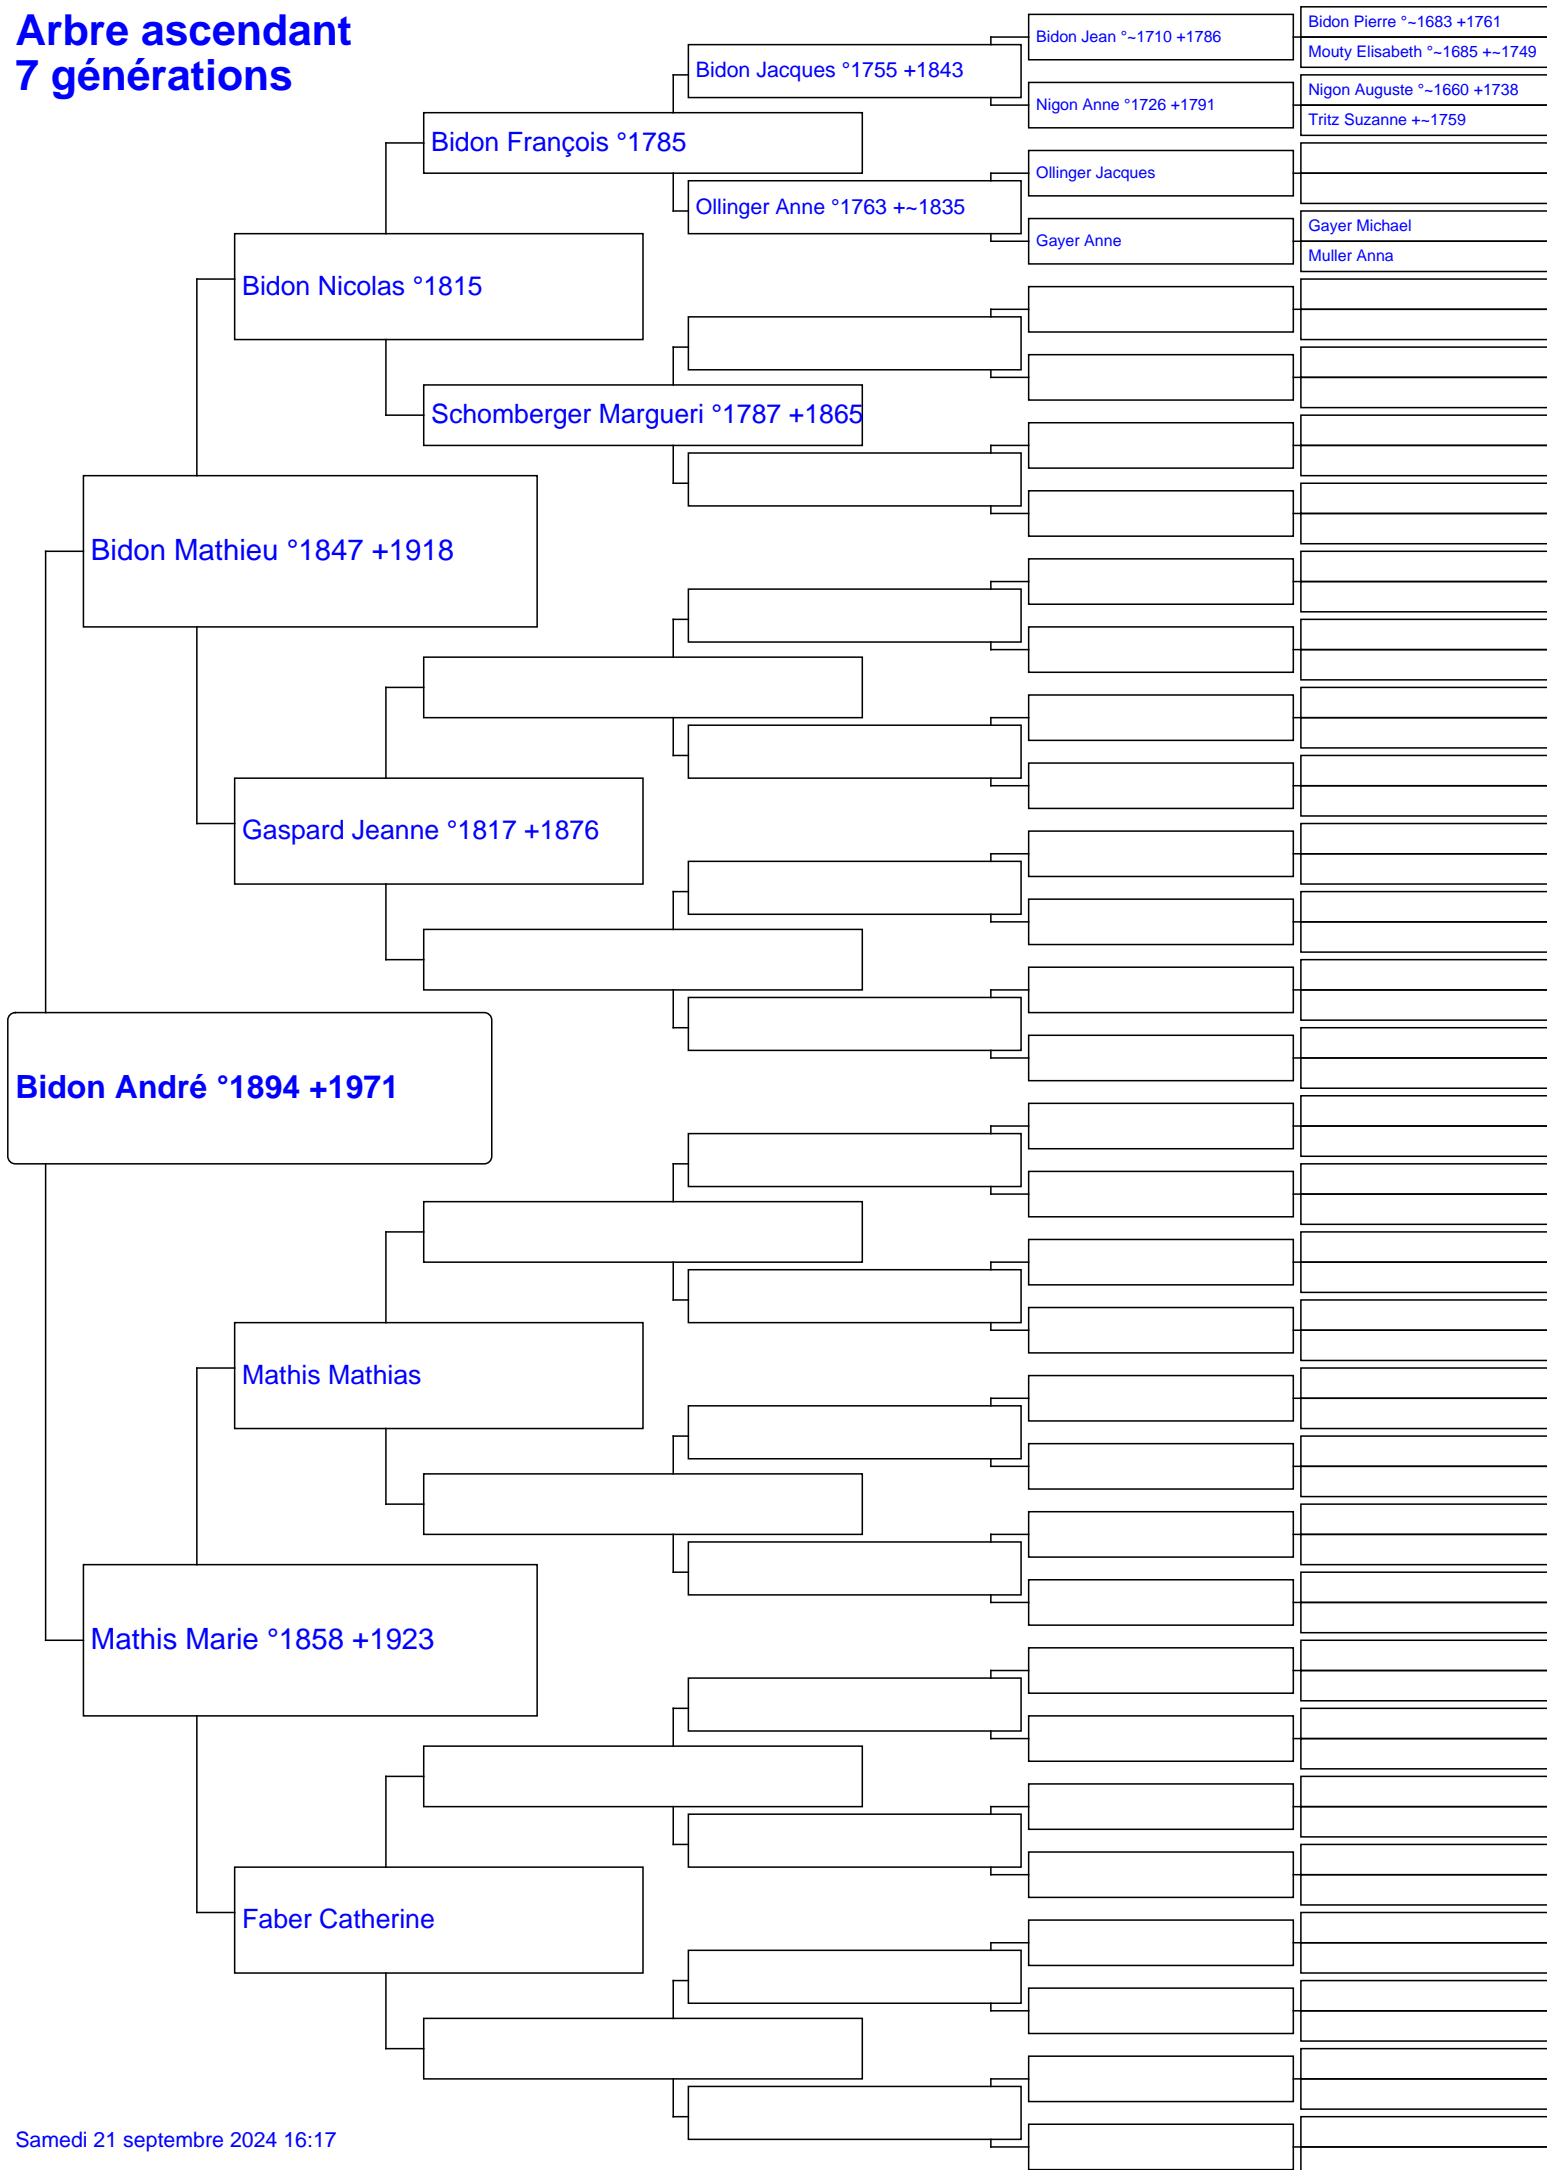 Arbre ascendant
7 générations
Bidon Pierre °~1683 +1761
Bidon Jean °~1710 +1786
Mouty Elisabeth °~1685 +~1749
Bidon Jacques °1755 +1843
Nigon Auguste °~1660 +1738
Nigon Anne °1726 +1791
Tritz Suzanne +~1759
Bidon François °1785
Ollinger Jacques
Ollinger Anne °1763 +~1835
Gayer Michael
Gayer Anne
Muller Anna
Bidon Nicolas °1815
Schomberger Margueri °1787 +1865
Bidon Mathieu °1847 +1918
Gaspard Jeanne °1817 +1876
Bidon André °1894 +1971
Mathis Mathias
Mathis Marie °1858 +1923
Faber Catherine
Samedi 21 septembre 2024 16:17